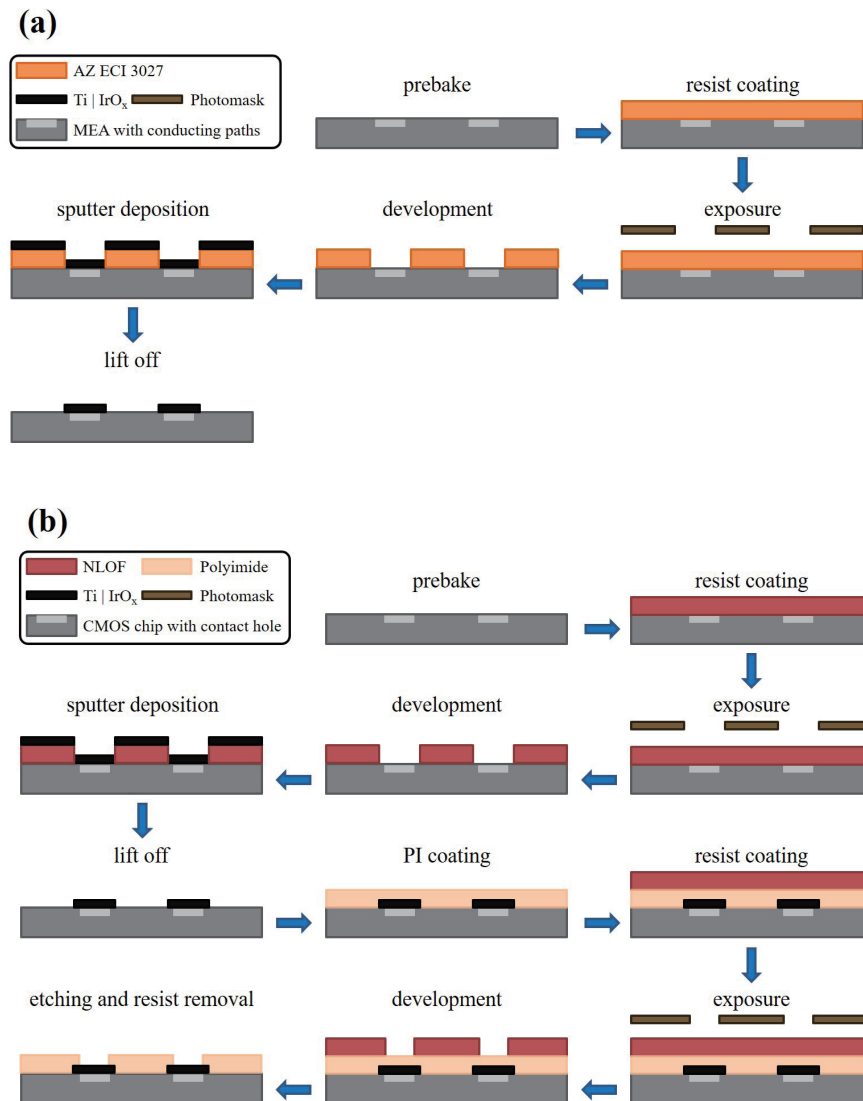 (a)
AZ ECI 3027
Ti | IrOₓ Photomask
MEA with conducting paths
prebake
resist coating
sputter deposition
development
exposure
lift off
(b)
NLOF Polyimide
Ti | IrOₓ Photomask
CMOS chip with contact hole
prebake
resist coating
sputter deposition
development
exposure
lift off
PI coating
resist coating
etching and resist removal
development
exposure